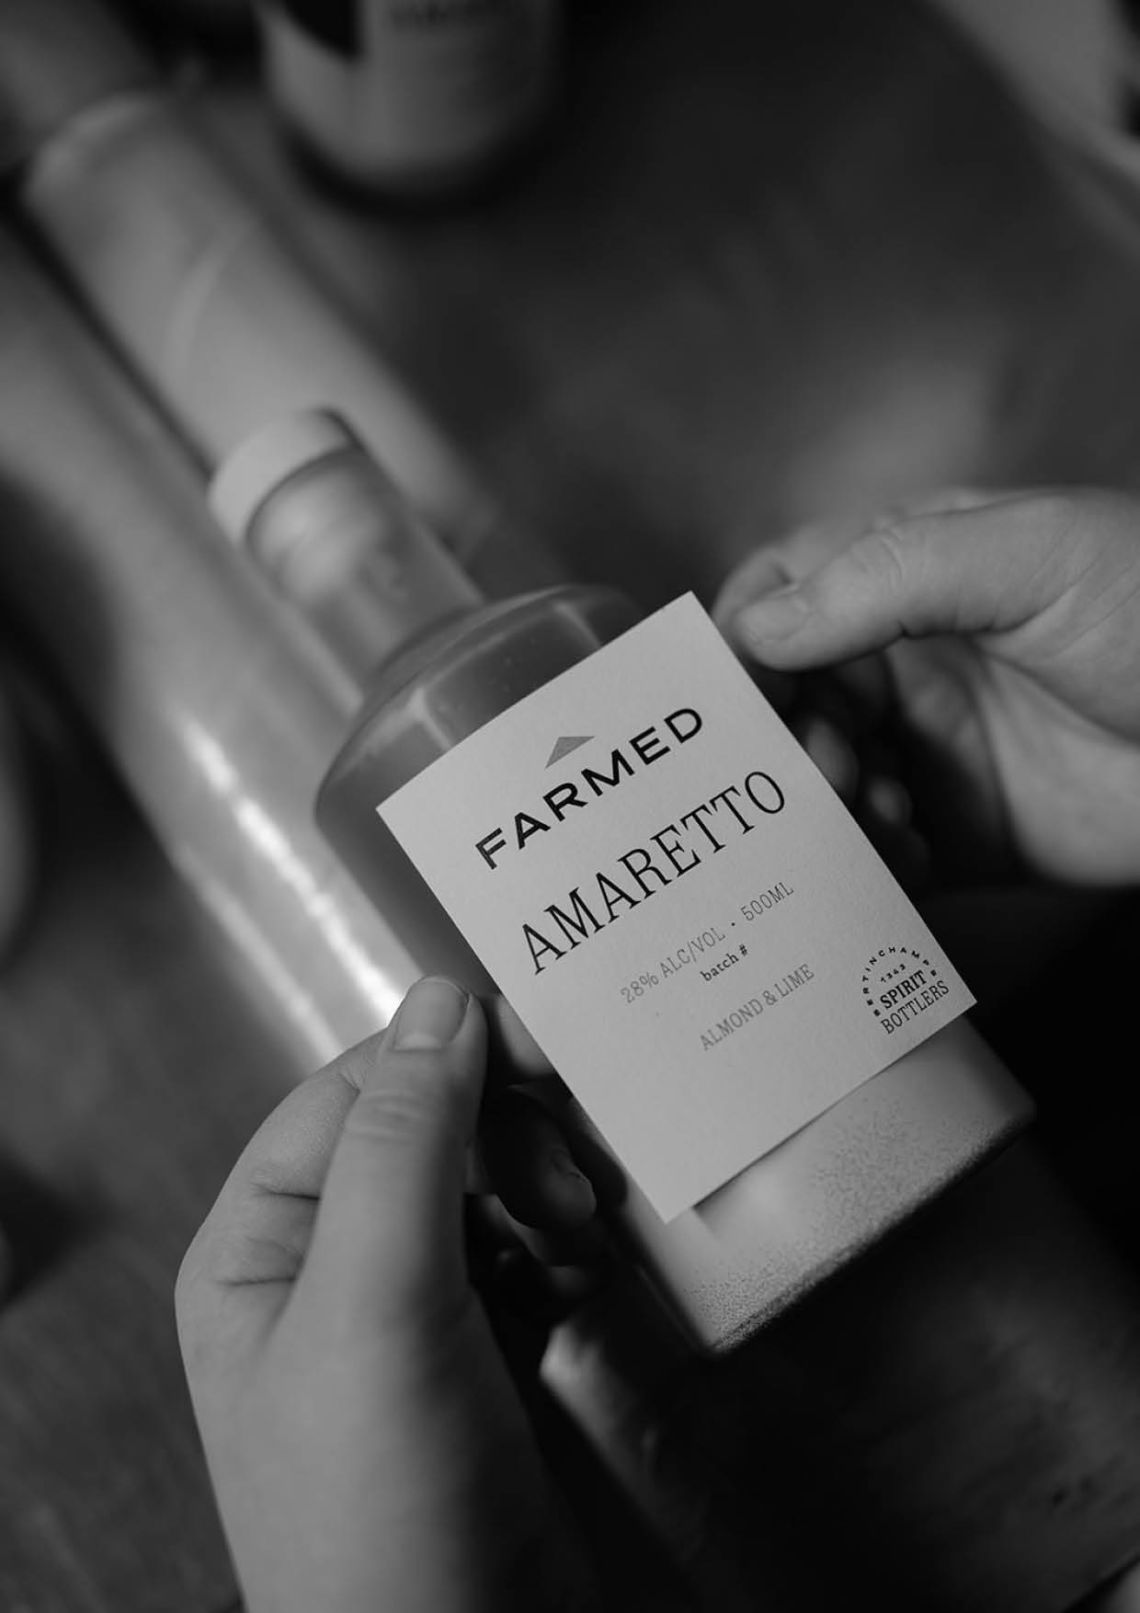 FARMED
AMARETTO
28% ALC/VOL • 500ML
batch #
ALMOND & LIME
SPIRIT
BOTTLERS